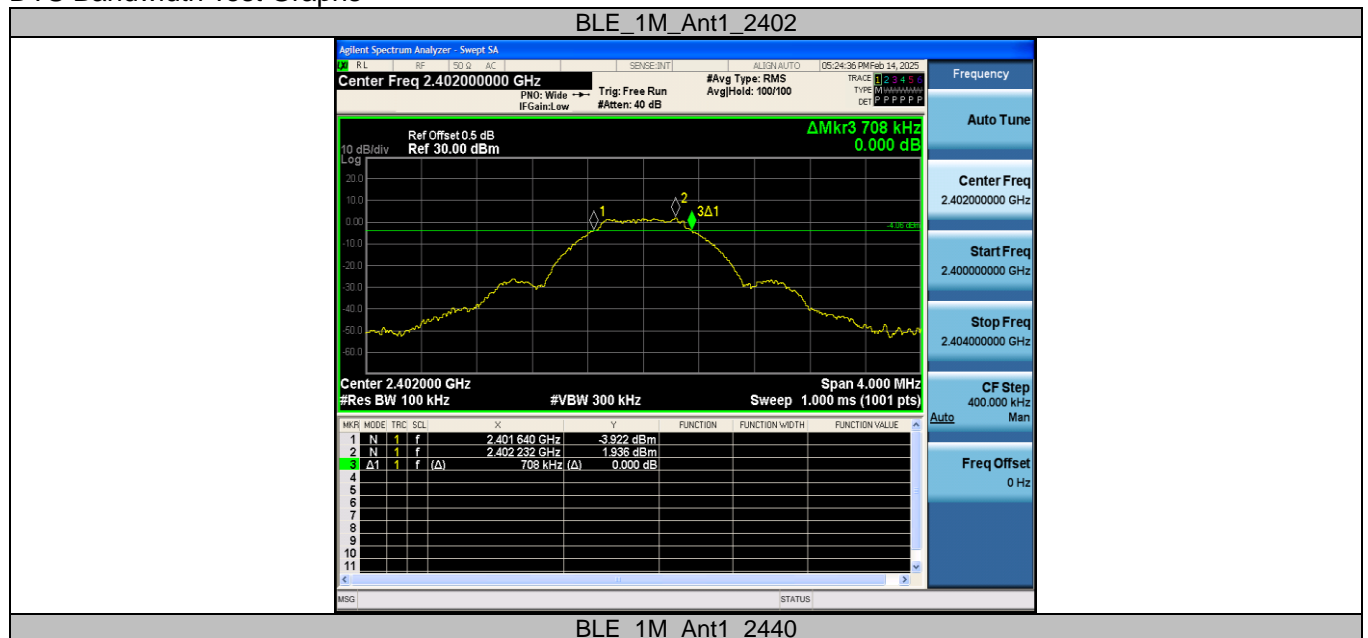 DTS Bandwidth Test Graphs
BLE_1M_Ant1_2402
Agilent Spectrum Analyzer - Swept SA
RL RF 50 Ω AC SENSE:INT ALIGN AUTO 05:24:36 PM Feb 14, 2025
Center Freq 2.402000000 GHz
PNO: Wide
IFGain:Low
Trig: Free Run
#Atten: 40 dB
#Avg Type: RMS
Avg|Hold: 100/100
TRACE 1 2 3 4 5 6
TYPE M
DET P P P P P P
Ref Offset 0.5 dB
10 dB/div Ref 30.00 dBm
ΔMkr3 708 kHz
0.000 dB
Log
20.0
10.0
0.00
-10.0
-20.0
-30.0
-40.0
-50.0
-60.0
1
2
3Δ1
-4.06 dBm
Center 2.402000 GHz Span 4.000 MHz
#Res BW 100 kHz #VBW 300 kHz Sweep 1.000 ms (1001 pts)
MKR MODE TRC SCL X Y FUNCTION FUNCTION WIDTH FUNCTION VALUE
1 N 1 f 2.401 640 GHz -3.922 dBm
2 N 1 f 2.402 232 GHz 1.936 dBm
3 Δ1 1 f (Δ) 708 kHz (Δ) 0.000 dB
4
5
6
7
8
9
10
11
MSG STATUS
Frequency
Auto Tune
Center Freq
2.402000000 GHz
Start Freq
2.400000000 GHz
Stop Freq
2.404000000 GHz
CF Step
400.000 kHz
Auto Man
Freq Offset
0 Hz
BLE_1M_Ant1_2440